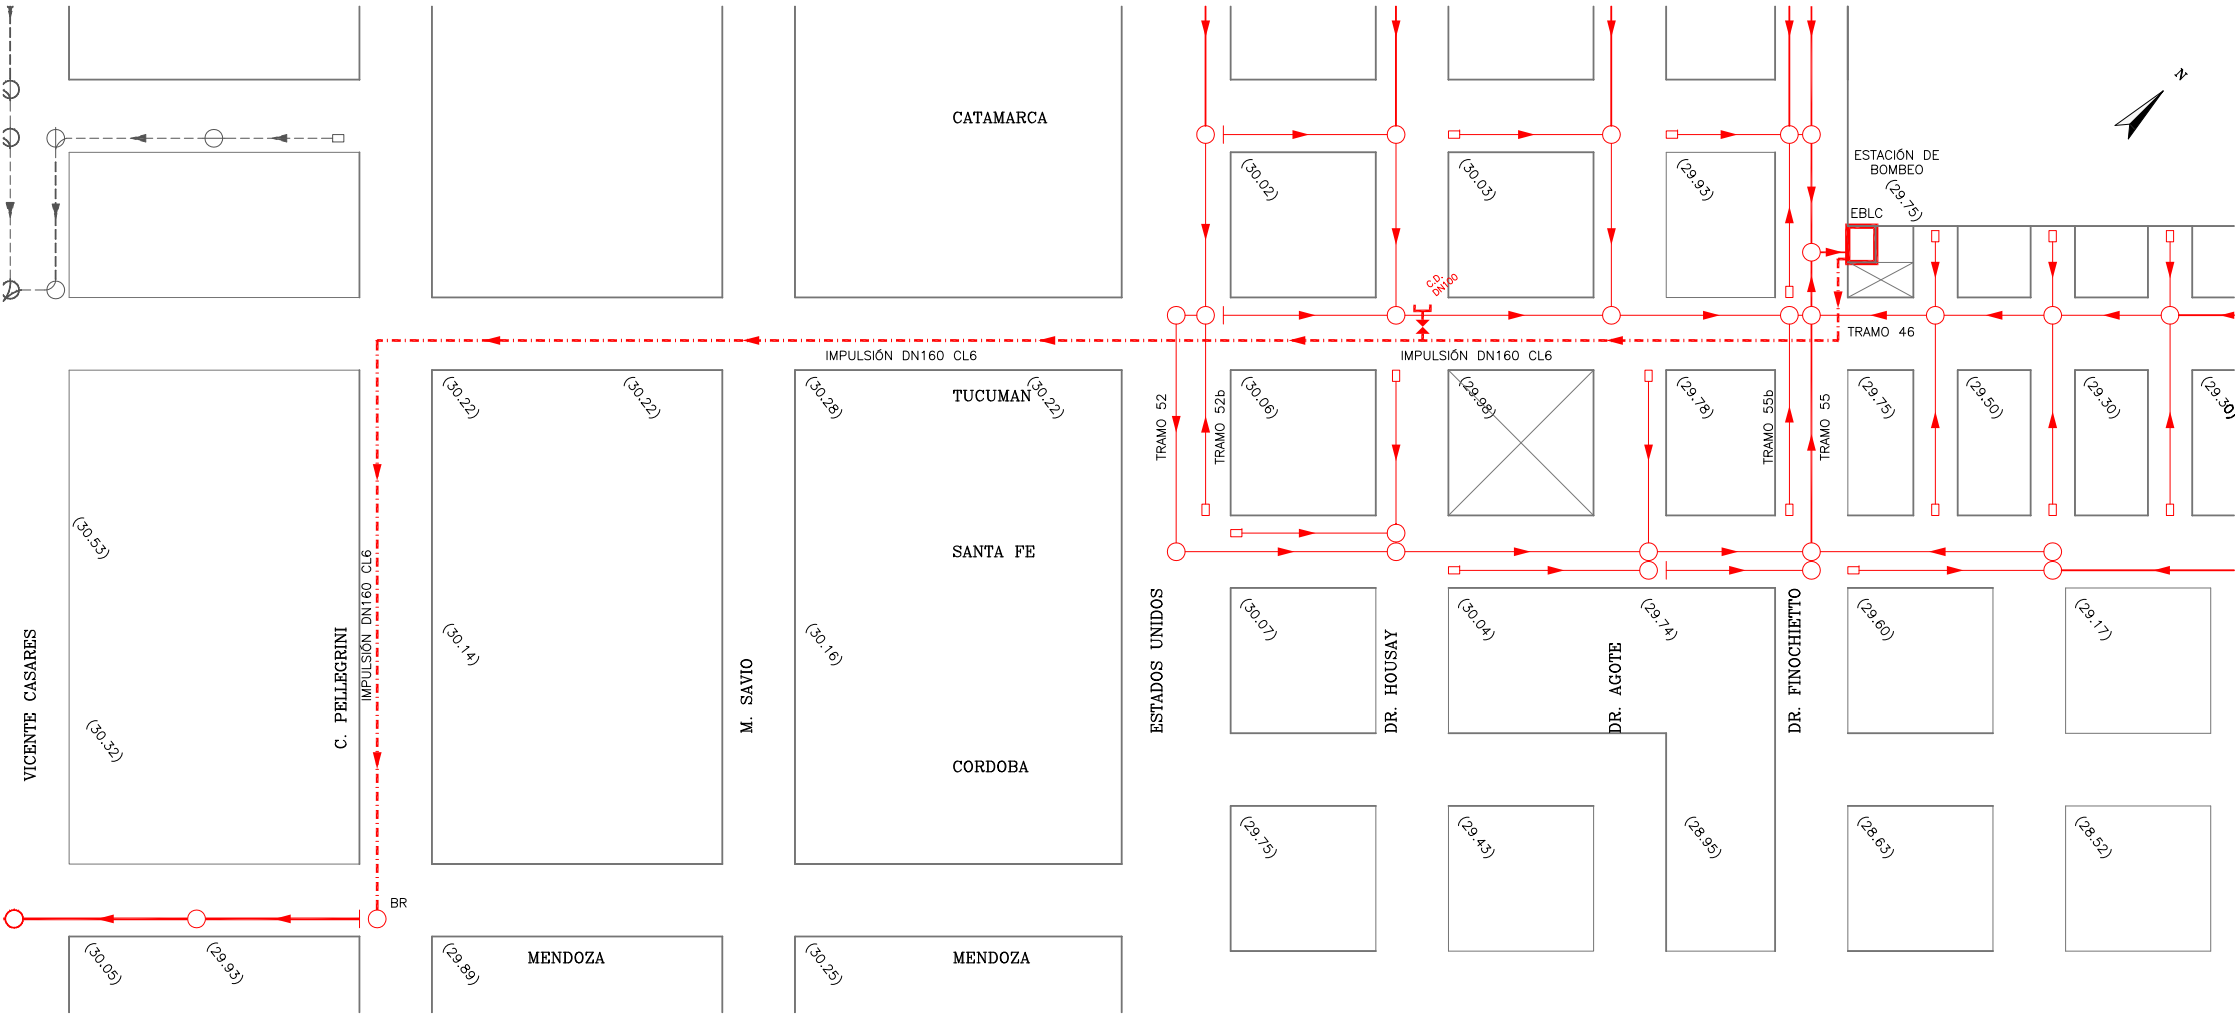 N
CATAMARCA
ESTACIÓN DE
BOMBEO
(30.02)
(30.03)
(29.93)
(29.75)
EBLC
C.D.
DN100
TRAMO 46
IMPULSIÓN DN160 CL6
IMPULSIÓN DN160 CL6
(30.22)
(30.22)
(30.28)
TUCUMAN
(30.22)
TRAMO 52
TRAMO 52b
(30.06)
(29.98)
(29.78)
TRAMO 55b
TRAMO 55
(29.75)
(29.50)
(29.30)
(29.30)
(30.53)
SANTA FE
IMPULSIÓN DN160 CL6
VICENTE CASARES
C. PELLEGRINI
(30.14)
M. SAVIO
(30.16)
ESTADOS UNIDOS
(30.07)
DR. HOUSAY
(30.04)
DR. AGOTE
(29.74)
DR. FINOCHIETTO
(29.60)
(29.17)
(30.32)
CORDOBA
(29.75)
(29.43)
(28.95)
(28.63)
(28.52)
BR
(30.05)
(29.93)
(29.89)
MENDOZA
(30.25)
MENDOZA